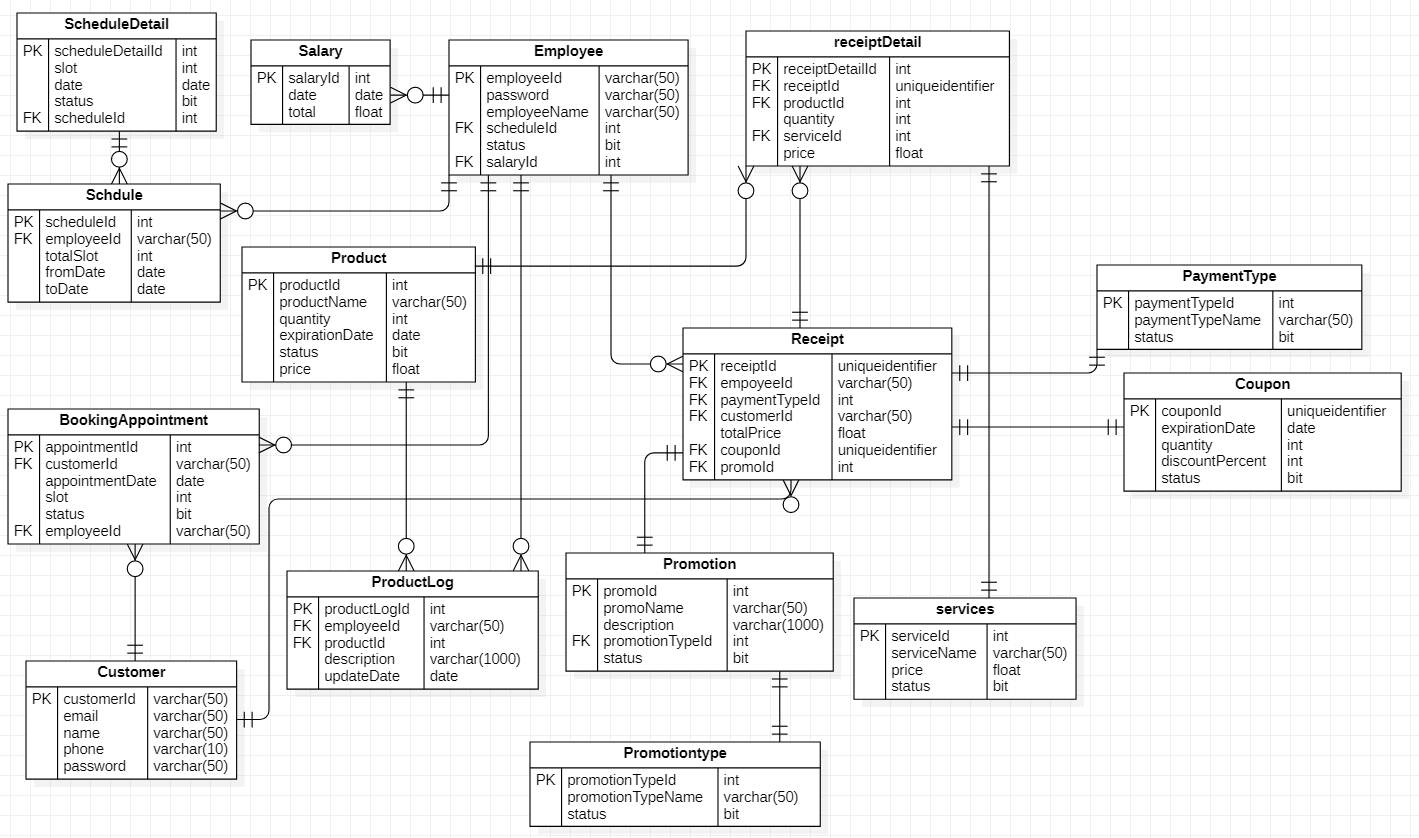 ScheduleDetail
PK scheduleDetailId int
slot int
date date
status bit
FK scheduleId int
Salary
PK salaryId int
date date
total float
Employee
PK employeeId varchar(50)
password varchar(50)
employeeName varchar(50)
FK scheduleId int
status bit
FK salaryId int
receiptDetail
PK receiptDetailId int
FK receiptId uniqueidentifier
FK productId int
quantity int
FK serviceId int
price float
Schdule
PK scheduleId int
FK employeeId varchar(50)
totalSlot int
fromDate date
toDate date
Product
PK productId int
productName varchar(50)
quantity int
expirationDate date
status bit
price float
PaymentType
PK paymentTypeId int
paymentTypeName varchar(50)
status bit
Receipt
PK receiptId uniqueidentifier
FK empoyeeId varchar(50)
FK paymentTypeId int
FK customerId varchar(50)
totalPrice float
FK couponId uniqueidentifier
FK promoId int
Coupon
PK couponId uniqueidentifier
expirationDate date
quantity int
discountPercent int
status bit
BookingAppointment
PK appointmentId int
FK customerId varchar(50)
appointmentDate date
slot int
status bit
FK employeeId varchar(50)
ProductLog
PK productLogId int
FK employeeId varchar(50)
FK productId int
description varchar(1000)
updateDate date
Promotion
PK promoId int
promoName varchar(50)
description varchar(1000)
FK promotionTypeId int
status bit
services
PK serviceId int
serviceName varchar(50)
price float
status bit
Customer
PK customerId varchar(50)
email varchar(50)
name varchar(50)
phone varchar(10)
password varchar(50)
Promotiontype
PK promotionTypeId int
promotionTypeName varchar(50)
status bit